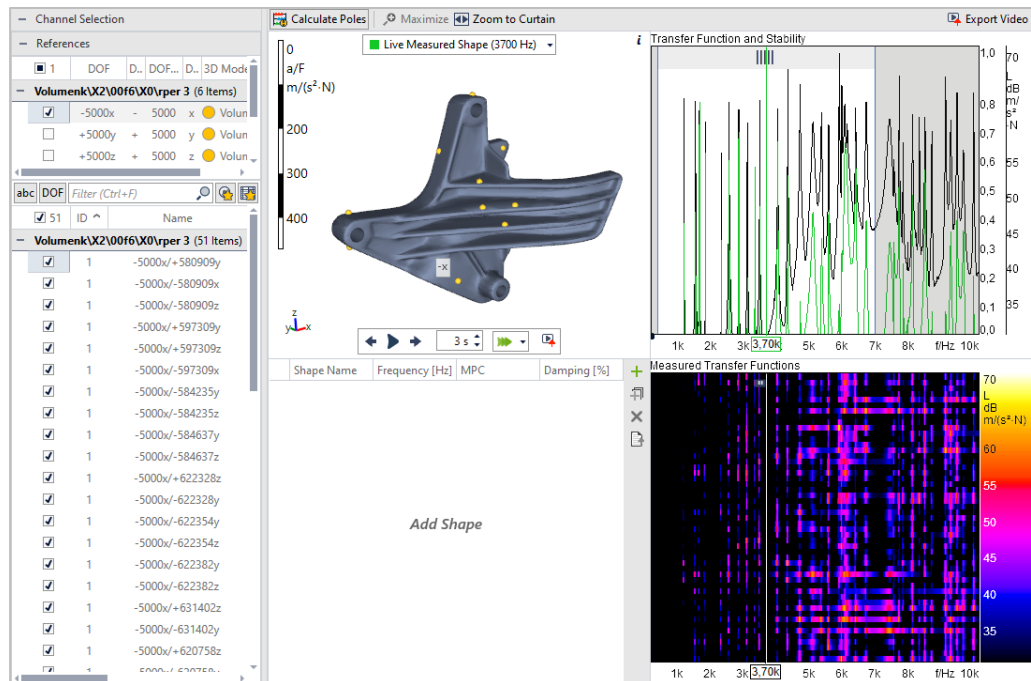 Channel Selection
References
1 DOF D.. DOF... D.. 3D Mode
Volumenk\X2\00f6\X0\rper 3 (6 Items)
-5000x - 5000 x Volun
+5000y + 5000 y Volun
+5000z + 5000 z Volun
abc DOF Filter (Ctrl+F)
51 ID Name
Volumenk\X2\00f6\X0\rper 3 (51 Items)
1 -5000x/+580909y
1 -5000x/-580909x
1 -5000x/-580909z
1 -5000x/+597309y
1 -5000x/+597309z
1 -5000x/-597309x
1 -5000x/-584235y
1 -5000x/-584235z
1 -5000x/-584637y
1 -5000x/-584637z
1 -5000x/+622328z
1 -5000x/-622328y
1 -5000x/-622354y
1 -5000x/-622354z
1 -5000x/-622382y
1 -5000x/-622382z
1 -5000x/+631402z
1 -5000x/-631402y
1 -5000x/+620758z
1 -5000x/-620758y
Calculate Poles Maximize Zoom to Curtain Export Video
Live Measured Shape (3700 Hz)
i
0
a/F
m/(s²·N)
200
300
400
-x
z
y x
3 s
Shape Name Frequency [Hz] MPC Damping [%]
Add Shape
Transfer Function and Stability
1,0 70
L
dB
m/
s²
·N
0,8
0,7
0,6 55
0,5
0,4 45
0,3
0,2
0,1 35
0,0
50
40
1k 2k 3k 3,70k 5k 6k 7k f/Hz 10k
Measured Transfer Functions
70
L
dB
m/(s²·N)
60
55
50
45
40
35
1k 2k 3k 3,70k 5k 6k 7k f/Hz 10k